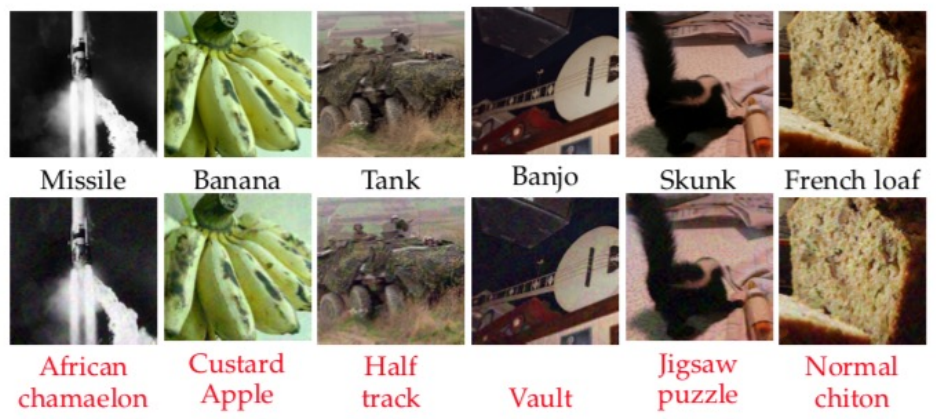 Missile Banana Tank Banjo Skunk French loaf
African Custard Half Jigsaw Normal
chamaelon Apple track Vault puzzle chiton